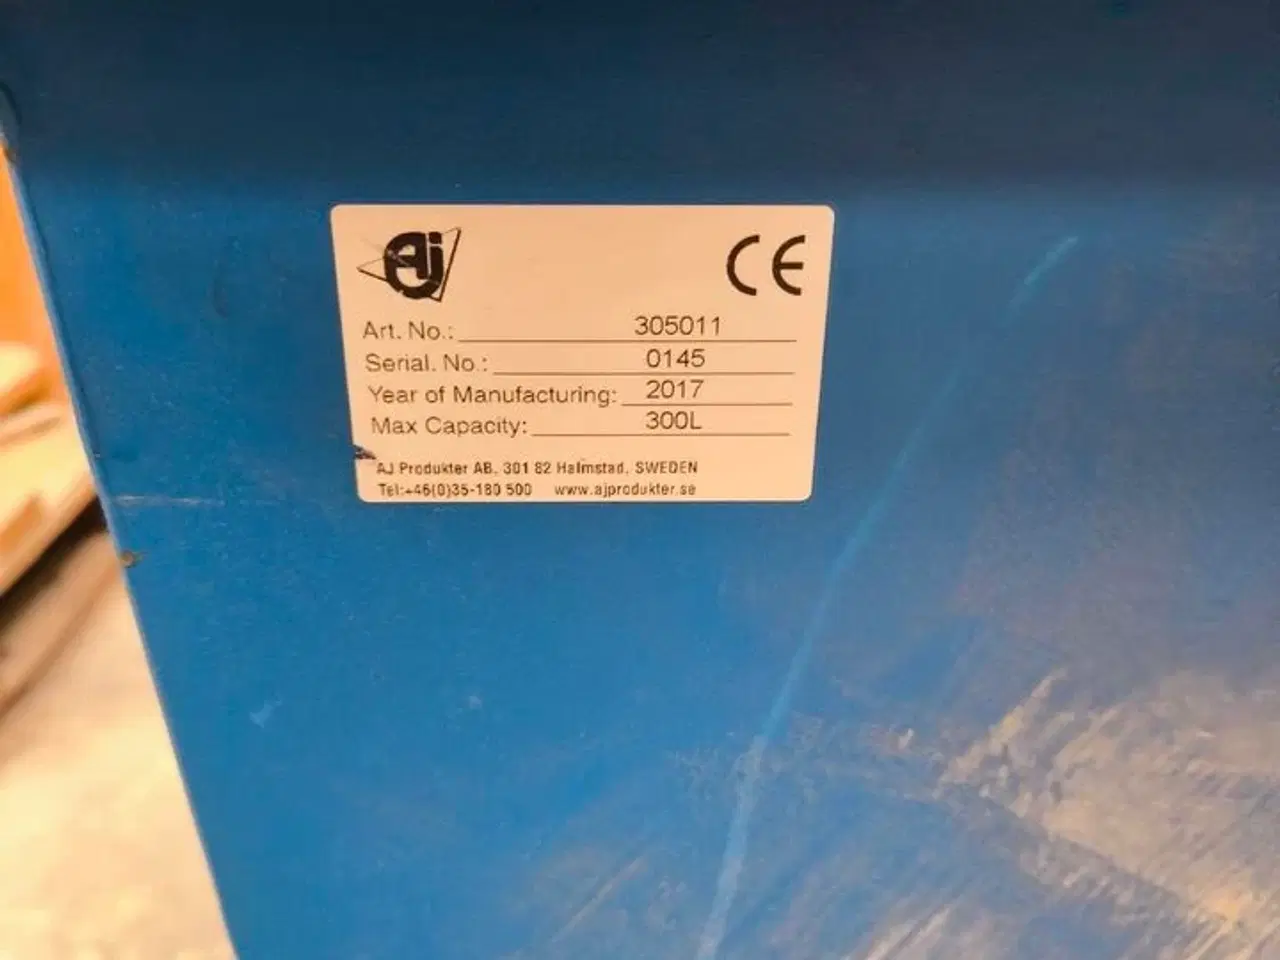 AJ
CE
Art. No.: 305011
Serial. No.: 0145
Year of Manufacturing: 2017
Max Capacity: 300L
AJ Produkter AB, 301 82 Halmstad, SWEDEN
Tel:+46(0)35-180 500 www.ajprodukter.se